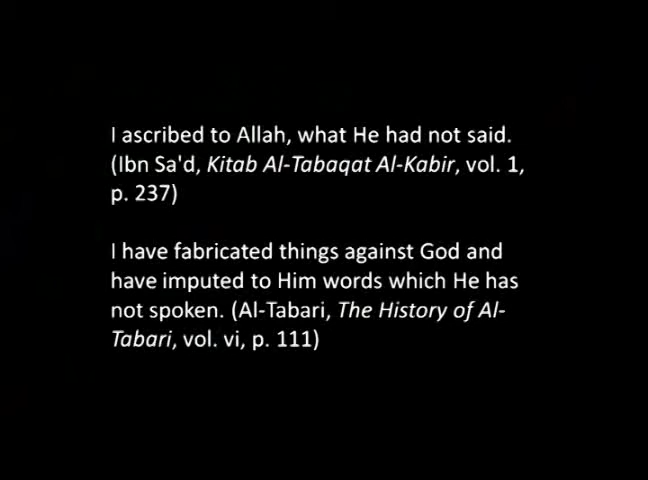 I ascribed to Allah, what He had not said.
(Ibn Sa'd, Kitab Al-Tabaqat Al-Kabir, vol. 1,
p. 237)
I have fabricated things against God and
have imputed to Him words which He has
not spoken. (Al-Tabari, The History of Al-
Tabari, vol. vi, p. 111)